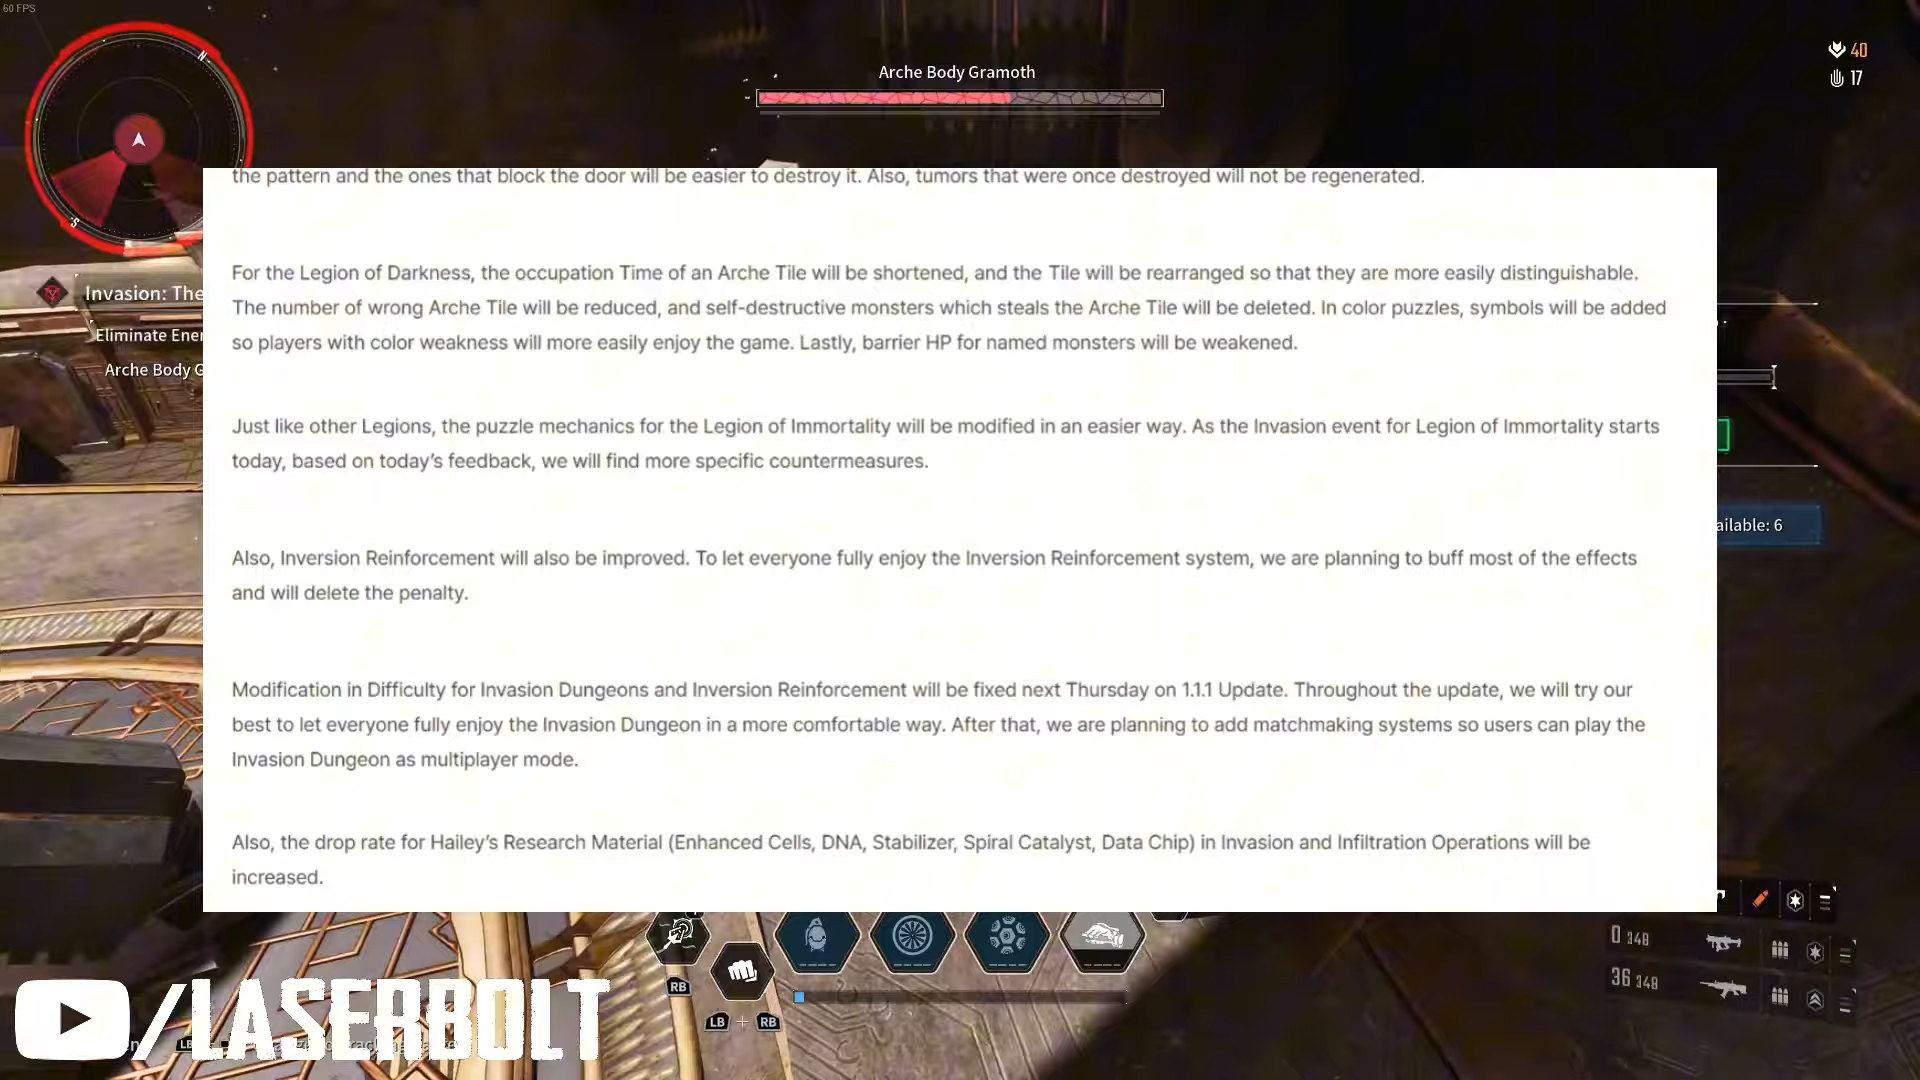 60 FPS
N
Arche Body Gramoth
40
17
S
the pattern and the ones that block the door will be easier to destroy it. Also, tumors that were once destroyed will not be regenerated.
For the Legion of Darkness, the occupation Time of an Arche Tile will be shortened, and the Tile will be rearranged so that they are more easily distinguishable.
The number of wrong Arche Tile will be reduced, and self-destructive monsters which steals the Arche Tile will be deleted. In color puzzles, symbols will be added
so players with color weakness will more easily enjoy the game. Lastly, barrier HP for named monsters will be weakened.
Invasion: The
Eliminate Ener
Arche Body G
Just like other Legions, the puzzle mechanics for the Legion of Immortality will be modified in an easier way. As the Invasion event for Legion of Immortality starts
today, based on today's feedback, we will find more specific countermeasures.
ailable: 6
Also, Inversion Reinforcement will also be improved. To let everyone fully enjoy the Inversion Reinforcement system, we are planning to buff most of the effects
and will delete the penalty.
Modification in Difficulty for Invasion Dungeons and Inversion Reinforcement will be fixed next Thursday on 1.1.1 Update. Throughout the update, we will try our
best to let everyone fully enjoy the Invasion Dungeon in a more comfortable way. After that, we are planning to add matchmaking systems so users can play the
Invasion Dungeon as multiplayer mode.
Also, the drop rate for Hailey's Research Material (Enhanced Cells, DNA, Stabilizer, Spiral Catalyst, Data Chip) in Invasion and Infiltration Operations will be
increased.
0 348
36 348
RB
LB + RB
/LASERBOLT